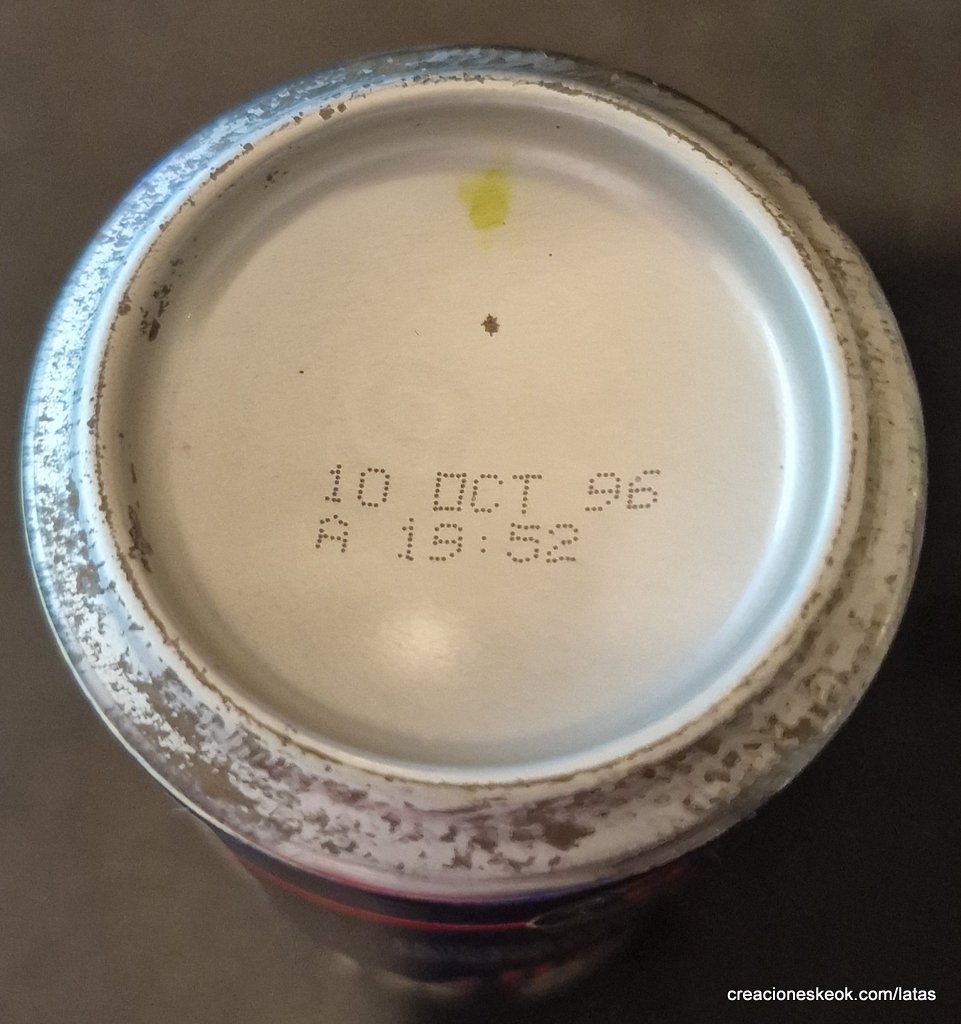 10 OCT 96
A 19:52
creacioneskeok.com/latas